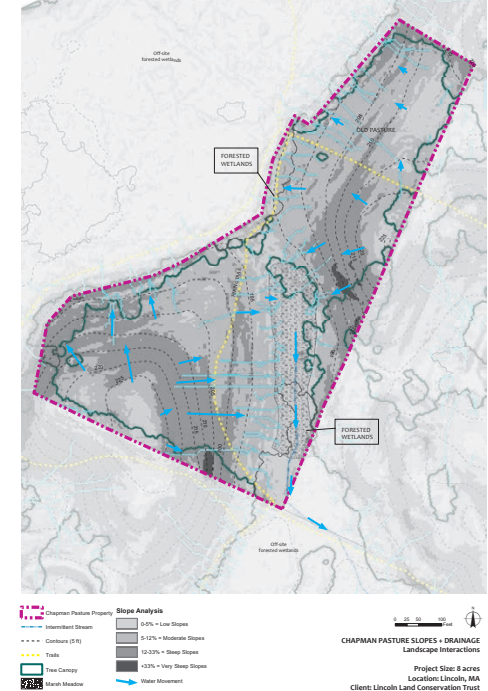 Off-site
forested wetlands
OLD PASTURE
FORESTED
WETLANDS
FORESTED
WETLANDS
Off-site
forested wetlands
Chapman Pasture Property
Intermittent Stream
Contours (5 ft)
Trails
Tree Canopy
Marsh Meadow
Slope Analysis
0-5% = Low Slopes
5-12% = Moderate Slopes
12-33% = Steep Slopes
+33% = Very Steep Slopes
Water Movement
0 25 50 100
Feet
N
CHAPMAN PASTURE SLOPES + DRAINAGE
Landscape Interactions
Project Size: 8 acres
Location: Lincoln, MA
Client: Lincoln Land Conservation Trust